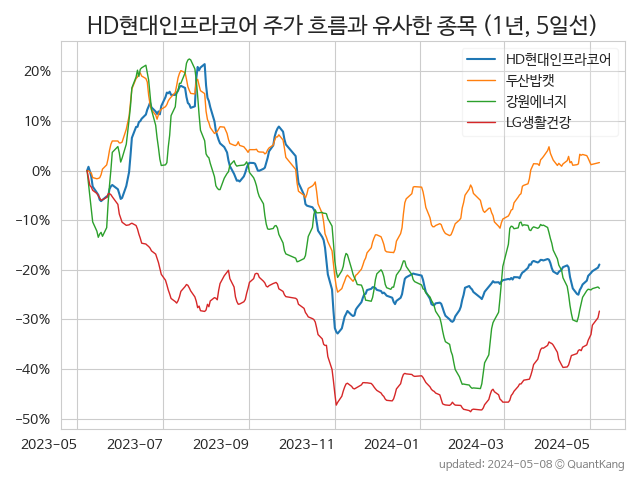 HD현대인프라코어 주가 흐름과 유사한 종목 (1년, 5일선)
HD현대인프라코어
두산밥캣
강원에너지
LG생활건강
20%
10%
0%
−10%
−20%
−30%
−40%
−50%
2023-05 2023-07 2023-09 2023-11 2024-01 2024-03 2024-05
updated: 2024-05-08 © QuantKang